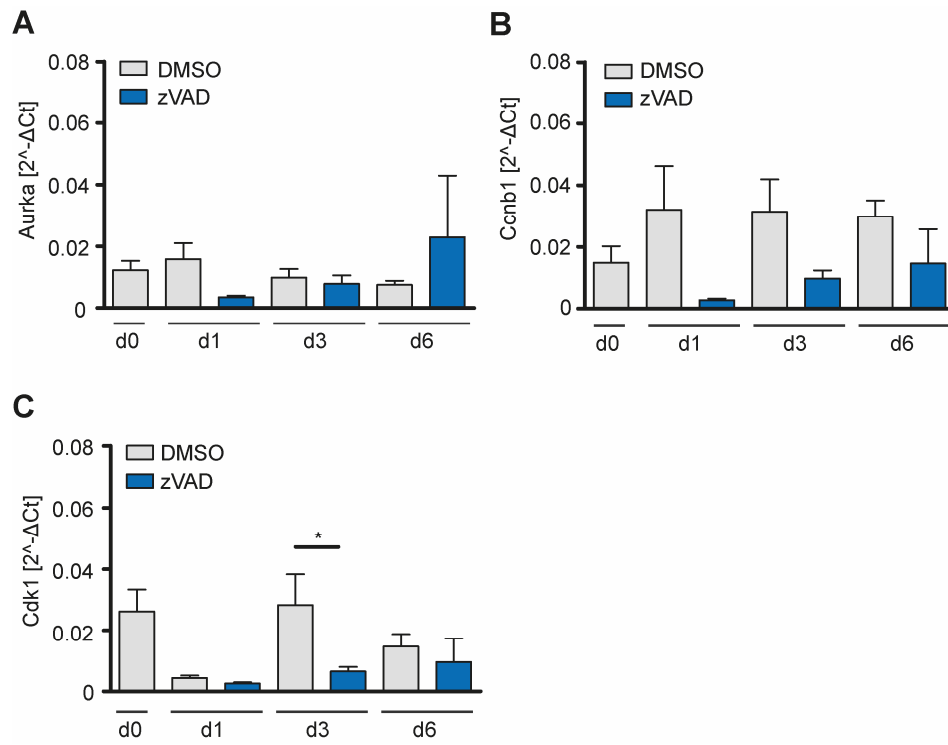 A
Aurka [2^-ΔCt]
0.08
0.06
0.04
0.02
0
DMSO
zVAD
d0 d1 d3 d6
B
Ccnb1 [2^-ΔCt]
0.08
0.06
0.04
0.02
0
DMSO
zVAD
d0 d1 d3 d6
C
Cdk1 [2^-ΔCt]
0.08
0.06
0.04
0.02
0
DMSO
zVAD
*
d0 d1 d3 d6